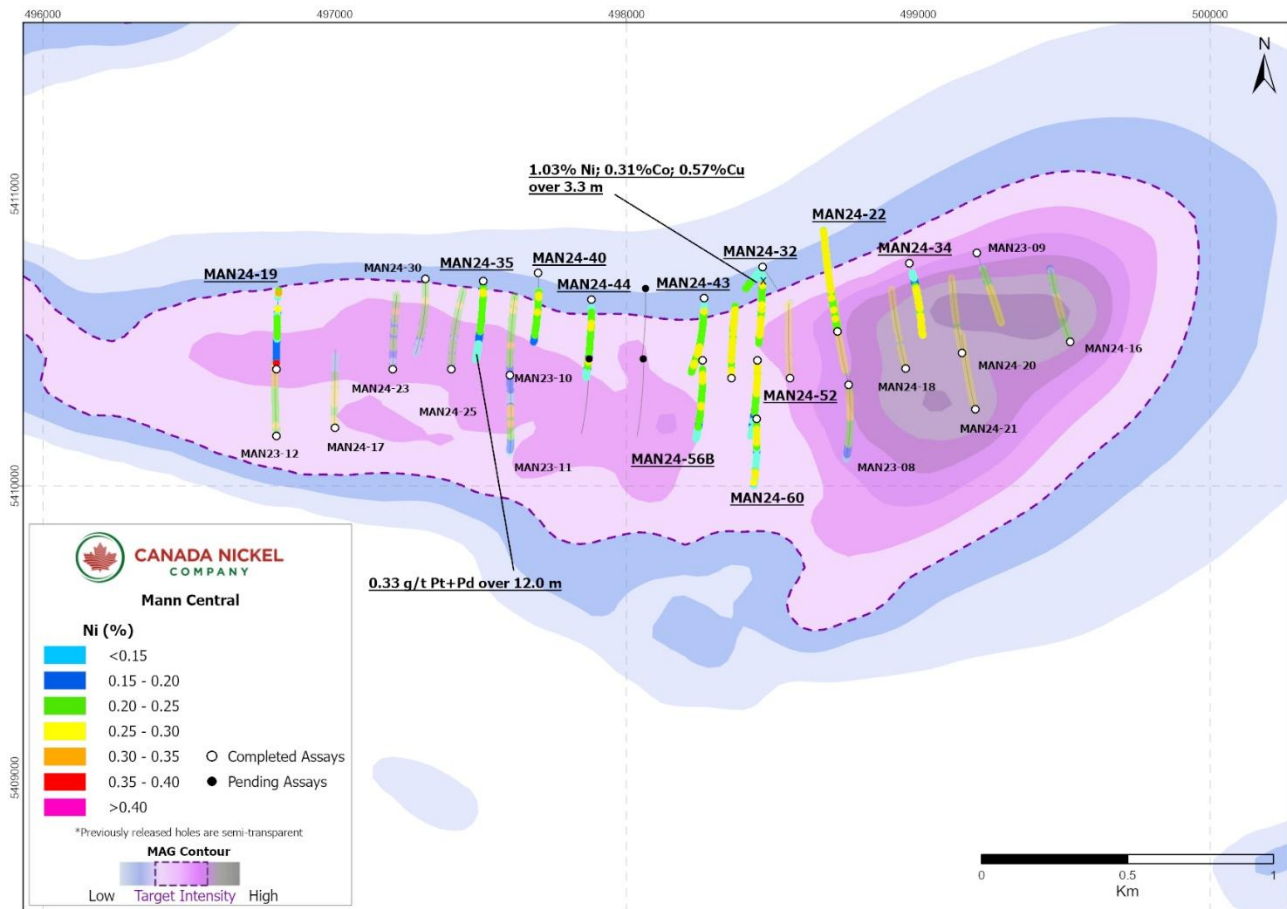 496000
497000
498000
499000
500000
N
5411000
5410000
5409000
1.03% Ni; 0.31%Co; 0.57%Cu
over 3.3 m
MAN24-22
MAN24-32
MAN24-34
MAN23-09
MAN24-19
MAN24-30
MAN24-35
MAN24-40
MAN24-44
MAN24-43
MAN24-16
MAN24-20
MAN24-18
MAN24-23
MAN23-10
MAN24-52
MAN24-25
MAN24-21
MAN23-12
MAN24-17
MAN23-11
MAN24-56B
MAN23-08
MAN24-60
0.33 g/t Pt+Pd over 12.0 m
CANADA NICKEL
COMPANY
Mann Central
Ni (%)
<0.15
0.15 - 0.20
0.20 - 0.25
0.25 - 0.30
0.30 - 0.35
0.35 - 0.40
>0.40
Completed Assays
Pending Assays
*Previously released holes are semi-transparent
MAG Contour
Low Target Intensity High
0 0.5 1
Km